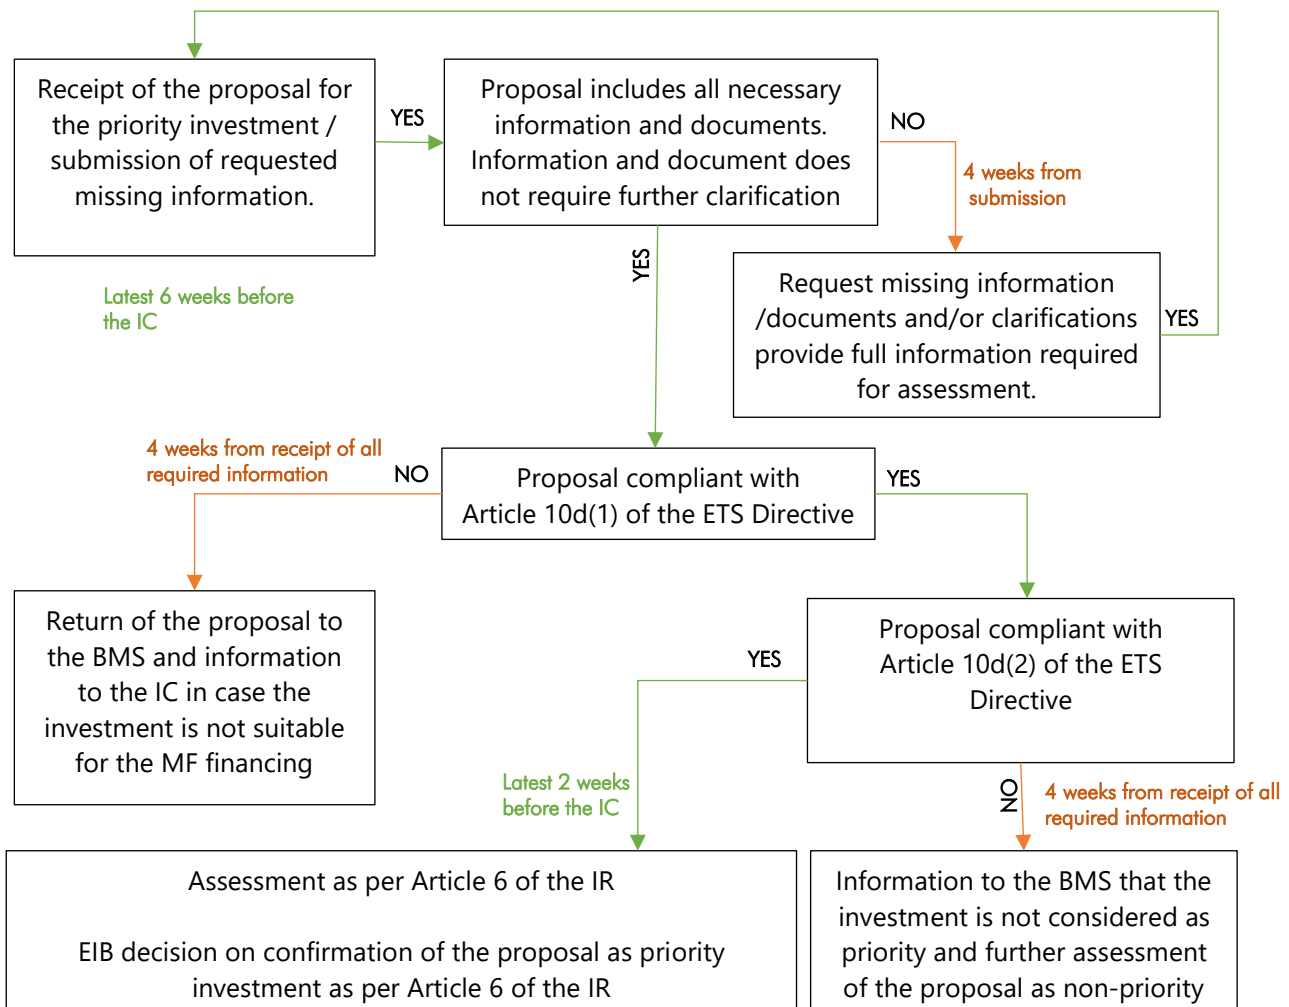 Receipt of the proposal for
the priority investment /
submission of requested
missing information.
YES
Proposal includes all necessary
information and documents.
Information and document does
not require further clarification
NO
4 weeks from
submission
Latest 6 weeks before
the IC
YES
Request missing information
/documents and/or clarifications
provide full information required
for assessment.
YES
4 weeks from receipt of all
required information
NO
Proposal compliant with
Article 10d(1) of the ETS Directive
YES
Return of the proposal to
the BMS and information
to the IC in case the
investment is not suitable
for the MF financing
YES
Proposal compliant with
Article 10d(2) of the ETS
Directive
Latest 2 weeks
before the IC
NO
4 weeks from receipt of all
required information
Assessment as per Article 6 of the IR
EIB decision on confirmation of the proposal as priority
investment as per Article 6 of the IR
Information to the BMS that the
investment is not considered as
priority and further assessment
of the proposal as non-priority